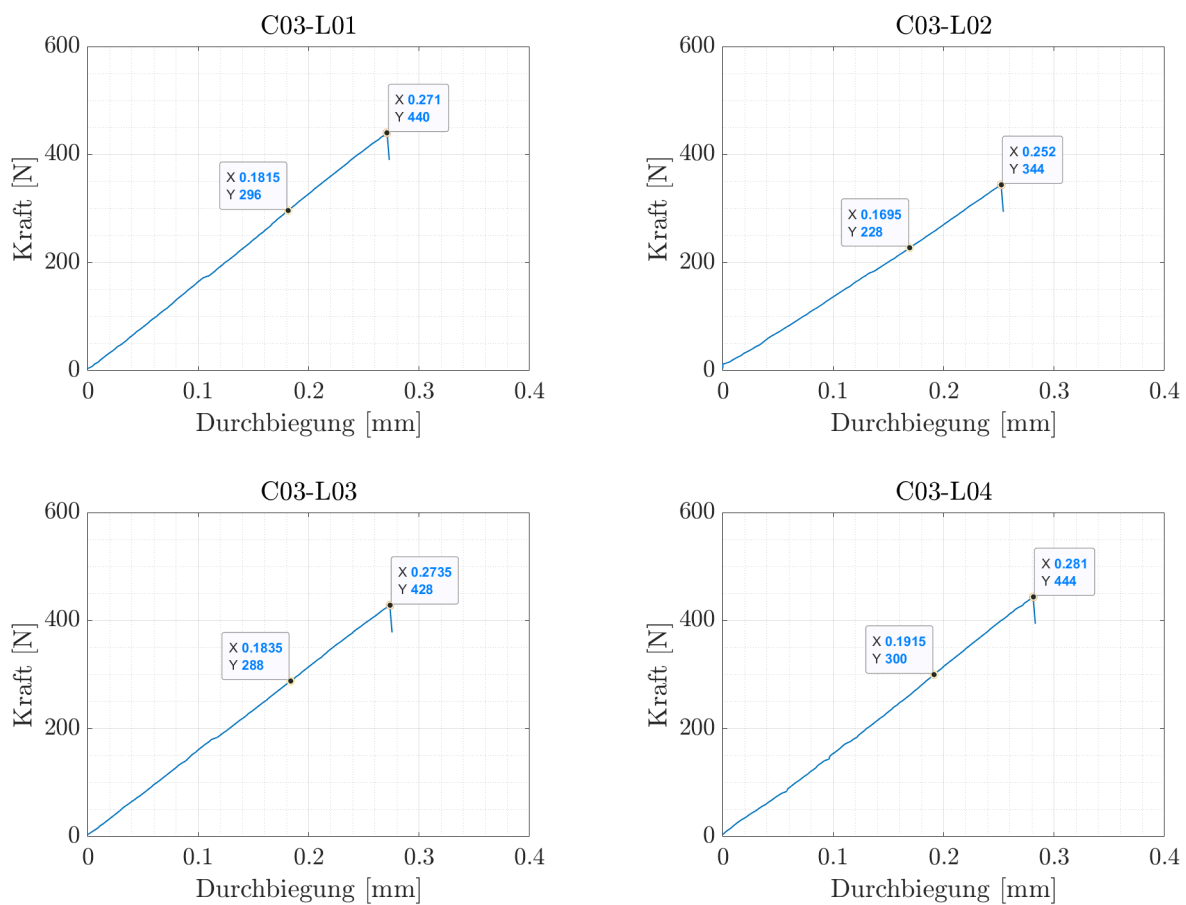 C03-L01
600
400
200
0
X 0.271
Y 440
X 0.1815
Y 296
0 0.1 0.2 0.3 0.4
Durchbiegung [mm]
Kraft [N]
C03-L02
600
400
200
0
X 0.252
Y 344
X 0.1695
Y 228
0 0.1 0.2 0.3 0.4
Durchbiegung [mm]
Kraft [N]
C03-L03
600
400
200
0
X 0.2735
Y 428
X 0.1835
Y 288
0 0.1 0.2 0.3 0.4
Durchbiegung [mm]
Kraft [N]
C03-L04
600
400
200
0
X 0.281
Y 444
X 0.1915
Y 300
0 0.1 0.2 0.3 0.4
Durchbiegung [mm]
Kraft [N]